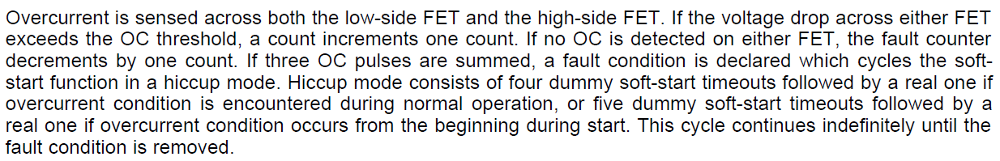 Overcurrent is sensed across both the low-side FET and the high-side FET. If the voltage drop across either FET
exceeds the OC threshold, a count increments one count. If no OC is detected on either FET, the fault counter
decrements by one count. If three OC pulses are summed, a fault condition is declared which cycles the soft-
start function in a hiccup mode. Hiccup mode consists of four dummy soft-start timeouts followed by a real one if
overcurrent condition is encountered during normal operation, or five dummy soft-start timeouts followed by a
real one if overcurrent condition occurs from the beginning during start. This cycle continues indefinitely until the
fault condition is removed.